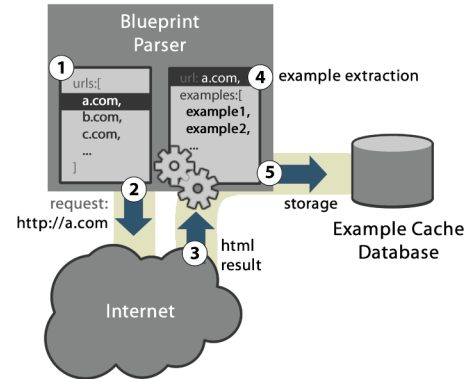 Blueprint
Parser
1
urls:[
a.com,
b.com,
c.com,
...
]
url: a.com,
examples:[
example1,
example2,
...
4
example extraction
5
storage
Example Cache
Database
2
request:
http://a.com
3
html
result
Internet